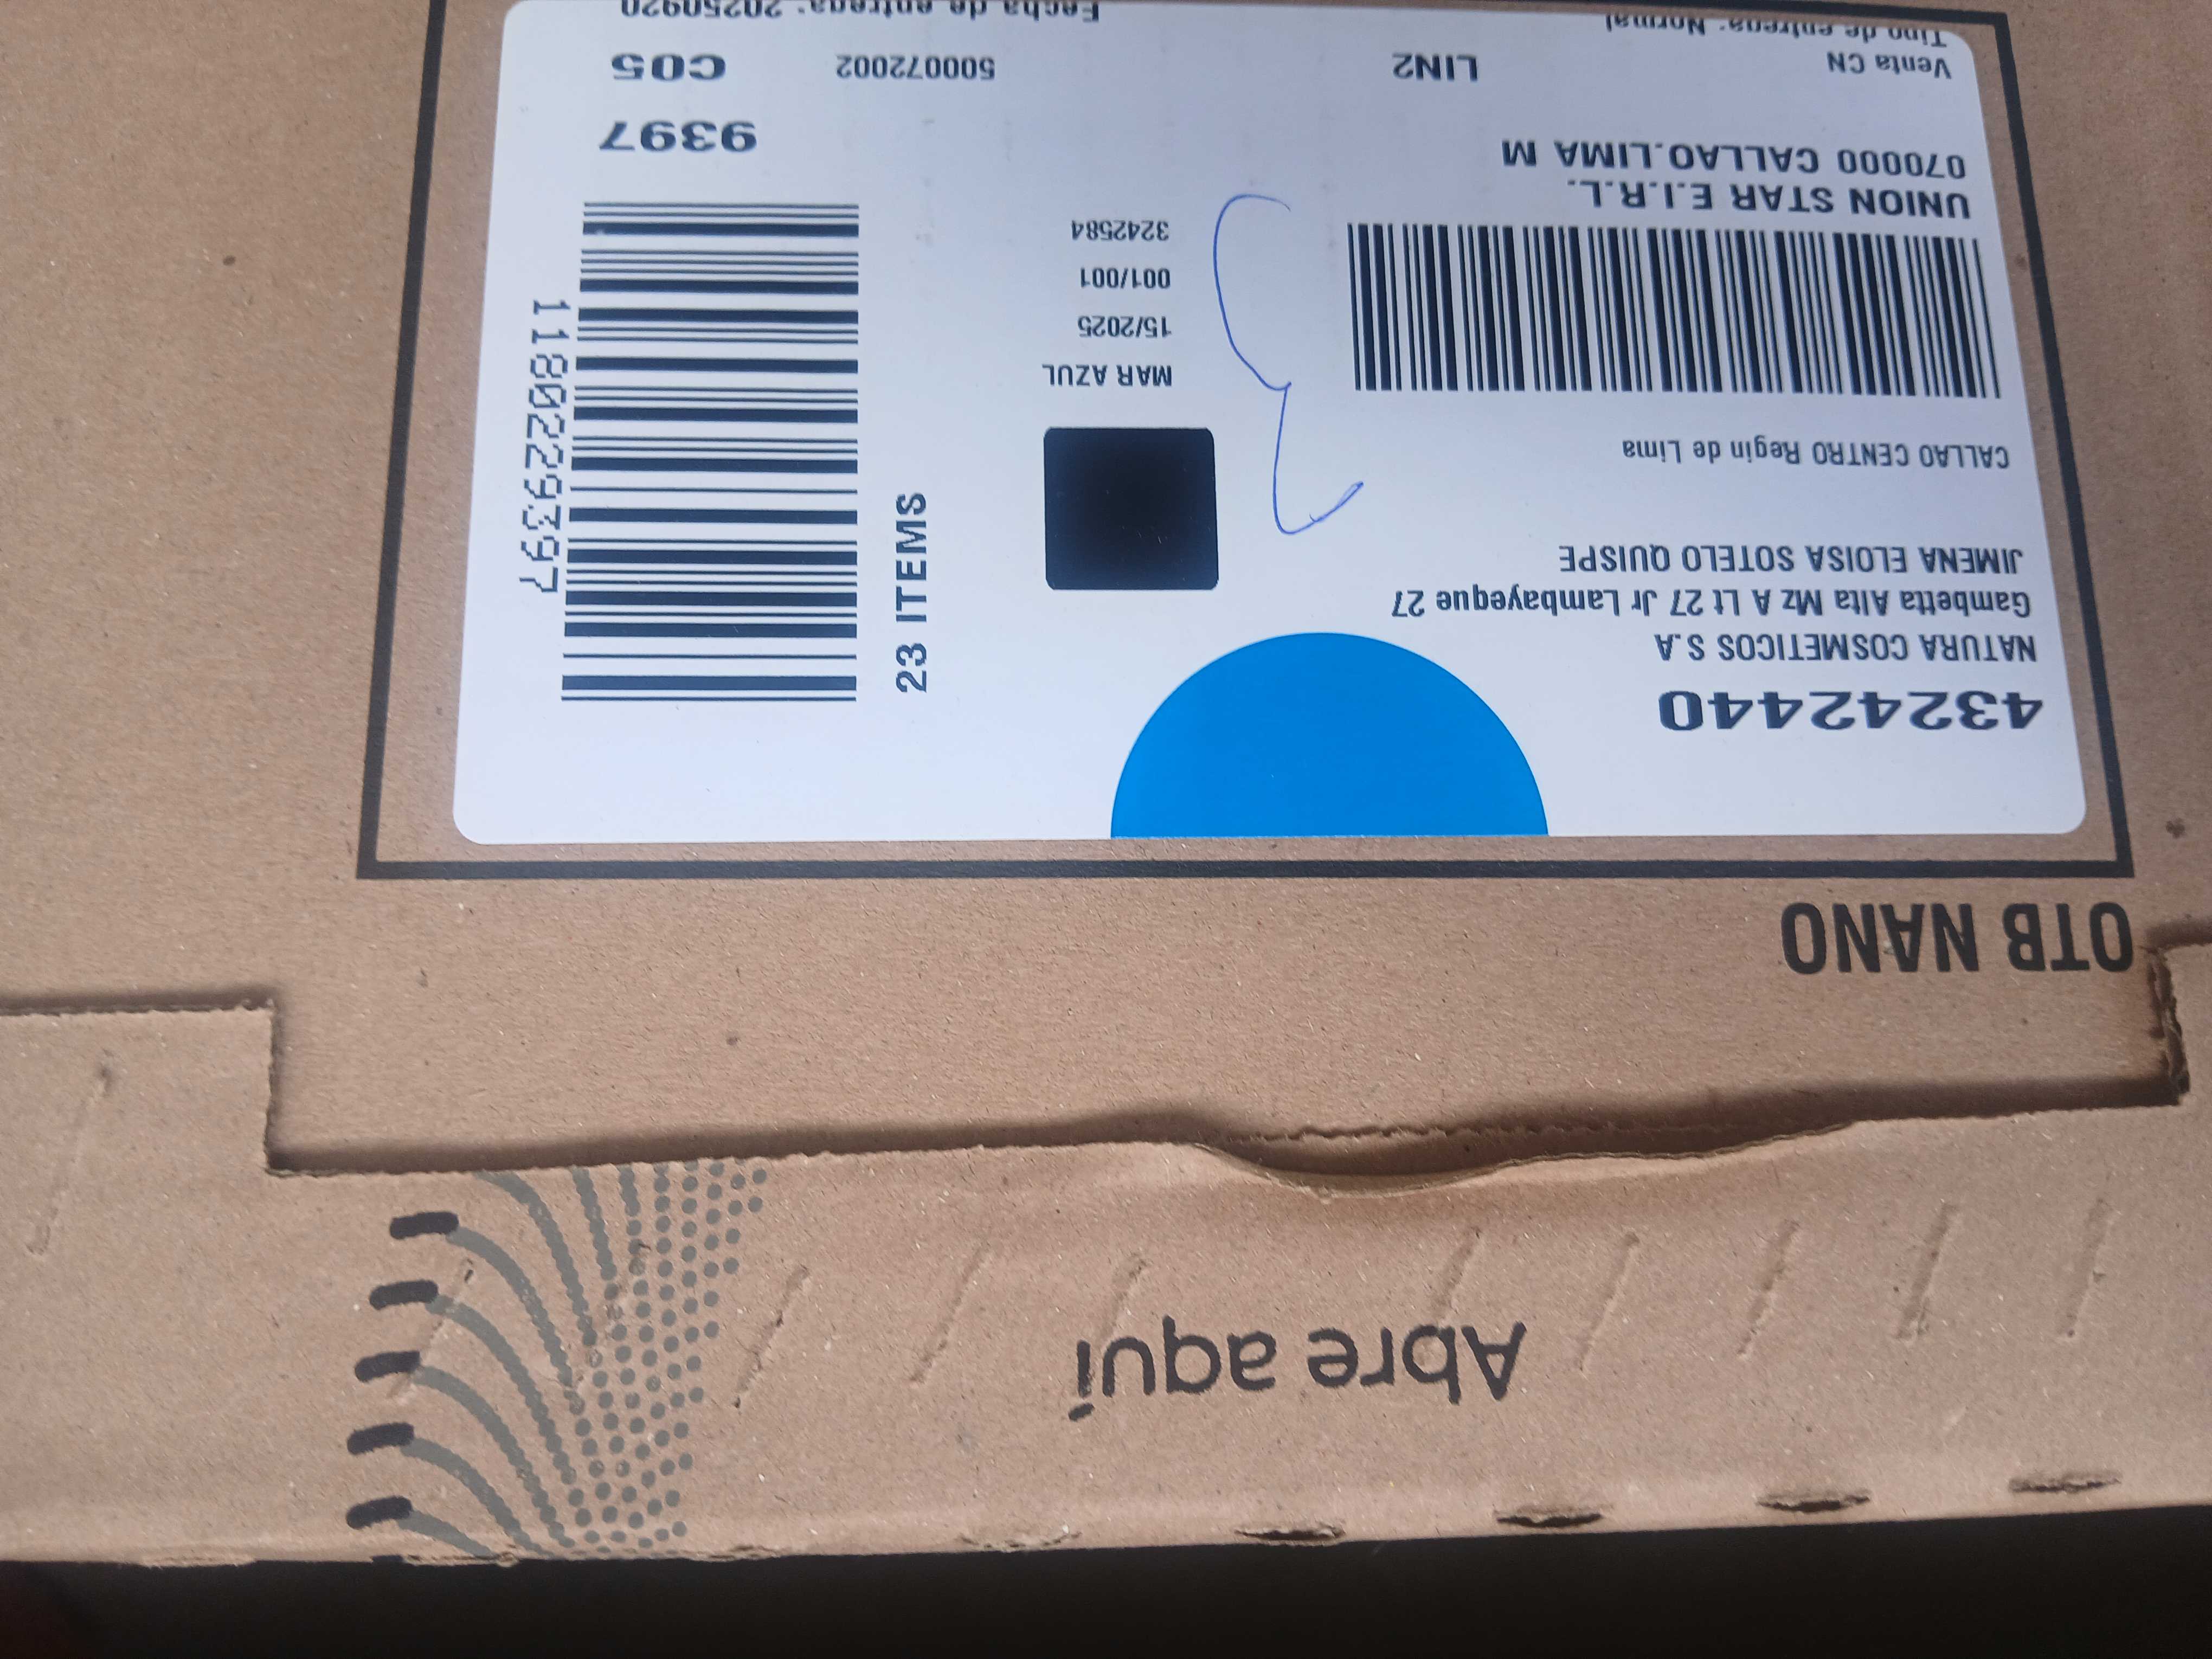 OTB NANO
43242440
NATURA COSMETICOS S.A
Gambetta Alta Mz A Lt 27 Jr Lambayeque 27
JIMENA ELOISA SOTELO QUISPE
CALLAO CENTRO Regin de Lima
UNION STAR E.I.R.L.
070000 CALLAO.LIMA M
Venta CN LIN2 500072002 C05
Tipo de entrega: Normal
Fecha de entrega: 20250920
MAR AZUL
15/2025
001/001
3242584
23 ITEMS
1180229397
9397
Abre aquí